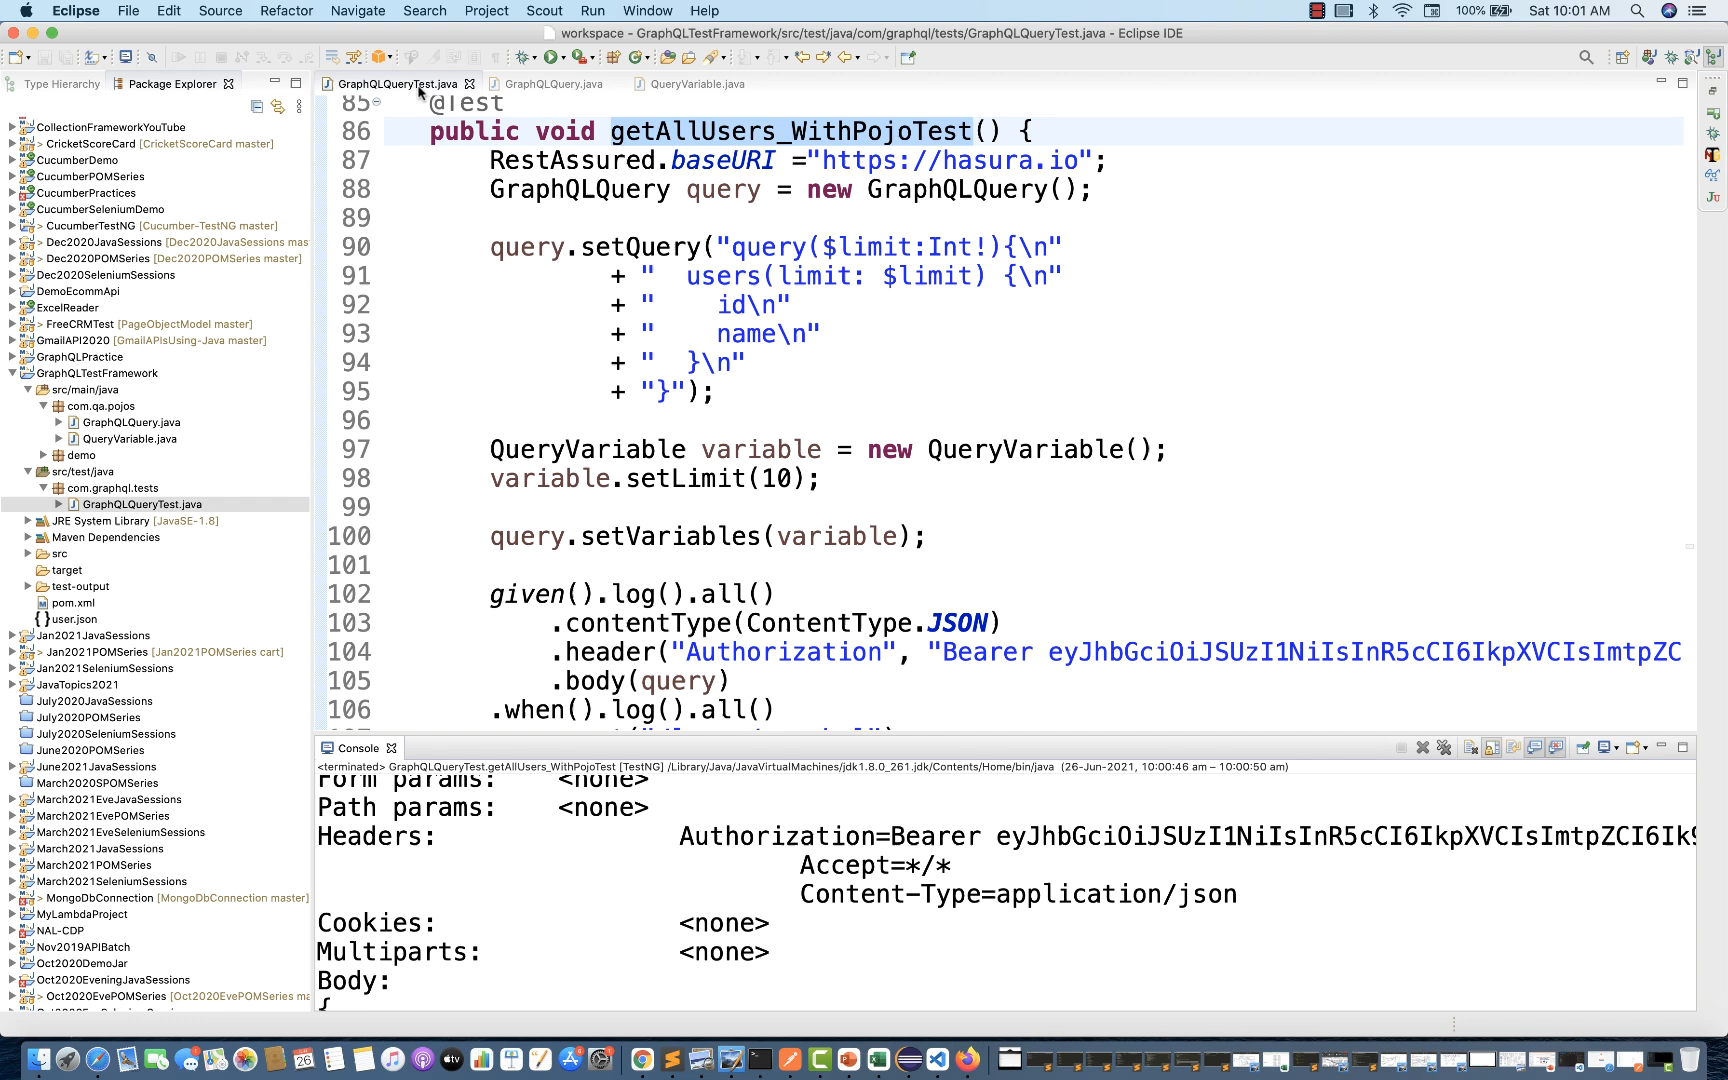 Eclipse File Edit Source Refactor Navigate Search Project Scout Run Window Help 100% Sat 10:01 AM
workspace - GraphQLTestFramework/src/test/java/com/graphql/tests/GraphQLQueryTest.java - Eclipse IDE
Type Hierarchy Package Explorer
CollectionFrameworkYouTube
> CricketScoreCard [CricketScoreCard master]
CucumberDemo
CucumberPOMSeries
CucumberPractices
CucumberSeleniumDemo
> CucumberTestNG [Cucumber-TestNG master]
> Dec2020JavaSessions [Dec2020JavaSessions mas
> Dec2020POMSeries [Dec2020POMSeries master]
Dec2020SeleniumSessions
DemoEcommApi
ExcelReader
> FreeCRMTest [PageObjectModel master]
GmailAPI2020 [GmailAPIsUsing-Java master]
GraphQLPractice
GraphQLTestFramework
src/main/java
com.qa.pojos
GraphQLQuery.java
QueryVariable.java
demo
src/test/java
com.graphql.tests
GraphQLQueryTest.java
JRE System Library [JavaSE-1.8]
Maven Dependencies
src
target
test-output
pom.xml
user.json
Jan2021JavaSessions
> Jan2021POMSeries [Jan2021POMSeries cart]
Jan2021SeleniumSessions
JavaTopics2021
July2020JavaSessions
July2020POMSeries
July2020SeleniumSessions
June2020POMSeries
June2021JavaSessions
March2020SPOMSeries
March2021EveJavaSessions
March2021EvePOMSeries
March2021EveSeleniumSessions
March2021JavaSessions
March2021POMSeries
March2021SeleniumSessions
> MongoDbConnection [MongoDbConnection master]
MyLambdaProject
NAL-CDP
Nov2019APIBatch
Oct2020DemoJar
Oct2020EveningJavaSessions
> Oct2020EvePOMSeries [Oct2020EvePOMSeries ma
GraphQLQueryTest.java GraphQLQuery.java QueryVariable.java
85 @Test
86 public void getAllUsers_WithPojoTest() {
87 RestAssured.baseURI ="https://hasura.io";
88 GraphQLQuery query = new GraphQLQuery();
89
90 query.setQuery("query($limit:Int!){\n"
91 + "  users(limit: $limit) {\n"
92 + "    id\n"
93 + "    name\n"
94 + "  }\n"
95 + "}");
96
97 QueryVariable variable = new QueryVariable();
98 variable.setLimit(10);
99
100 query.setVariables(variable);
101
102 given().log().all()
103 .contentType(ContentType.JSON)
104 .header("Authorization", "Bearer eyJhbGciOiJSUzI1NiIsInR5cCI6IkpXVCIsImtpZC
105 .body(query)
106 .when().log().all()
Console
<terminated> GraphQLQueryTest.getAllUsers_WithPojoTest [TestNG] /Library/Java/JavaVirtualMachines/jdk1.8.0_261.jdk/Contents/Home/bin/java (26-Jun-2021, 10:00:46 am – 10:00:50 am)
Form params: <none>
Path params: <none>
Headers: Authorization=Bearer eyJhbGciOiJSUzI1NiIsInR5cCI6IkpXVCIsImtpZCI6Ik9
Accept=*/*
Content-Type=application/json
Cookies: <none>
Multiparts: <none>
Body:
{